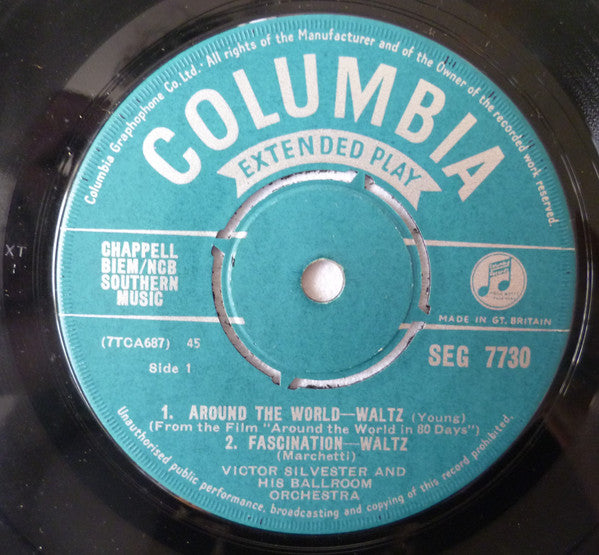 Columbia Graphophone Co. Ltd. · All rights of the Manufacturer and of the Owner of the recorded work reserved.
COLUMBIA
EXTENDED PLAY
CHAPPELL
BIEM/NCB
SOUTHERN
MUSIC
XT
MADE IN GT. BRITAIN
(7TCA687) 45
SEG 7730
Side 1
1. AROUND THE WORLD—WALTZ (Young)
(From the Film "Around the World in 80 Days")
2. FASCINATION—WALTZ
(Marchetti)
VICTOR SILVESTER AND
HIS BALLROOM
ORCHESTRA
Unauthorised public performance, broadcasting and copying of this record prohibited.